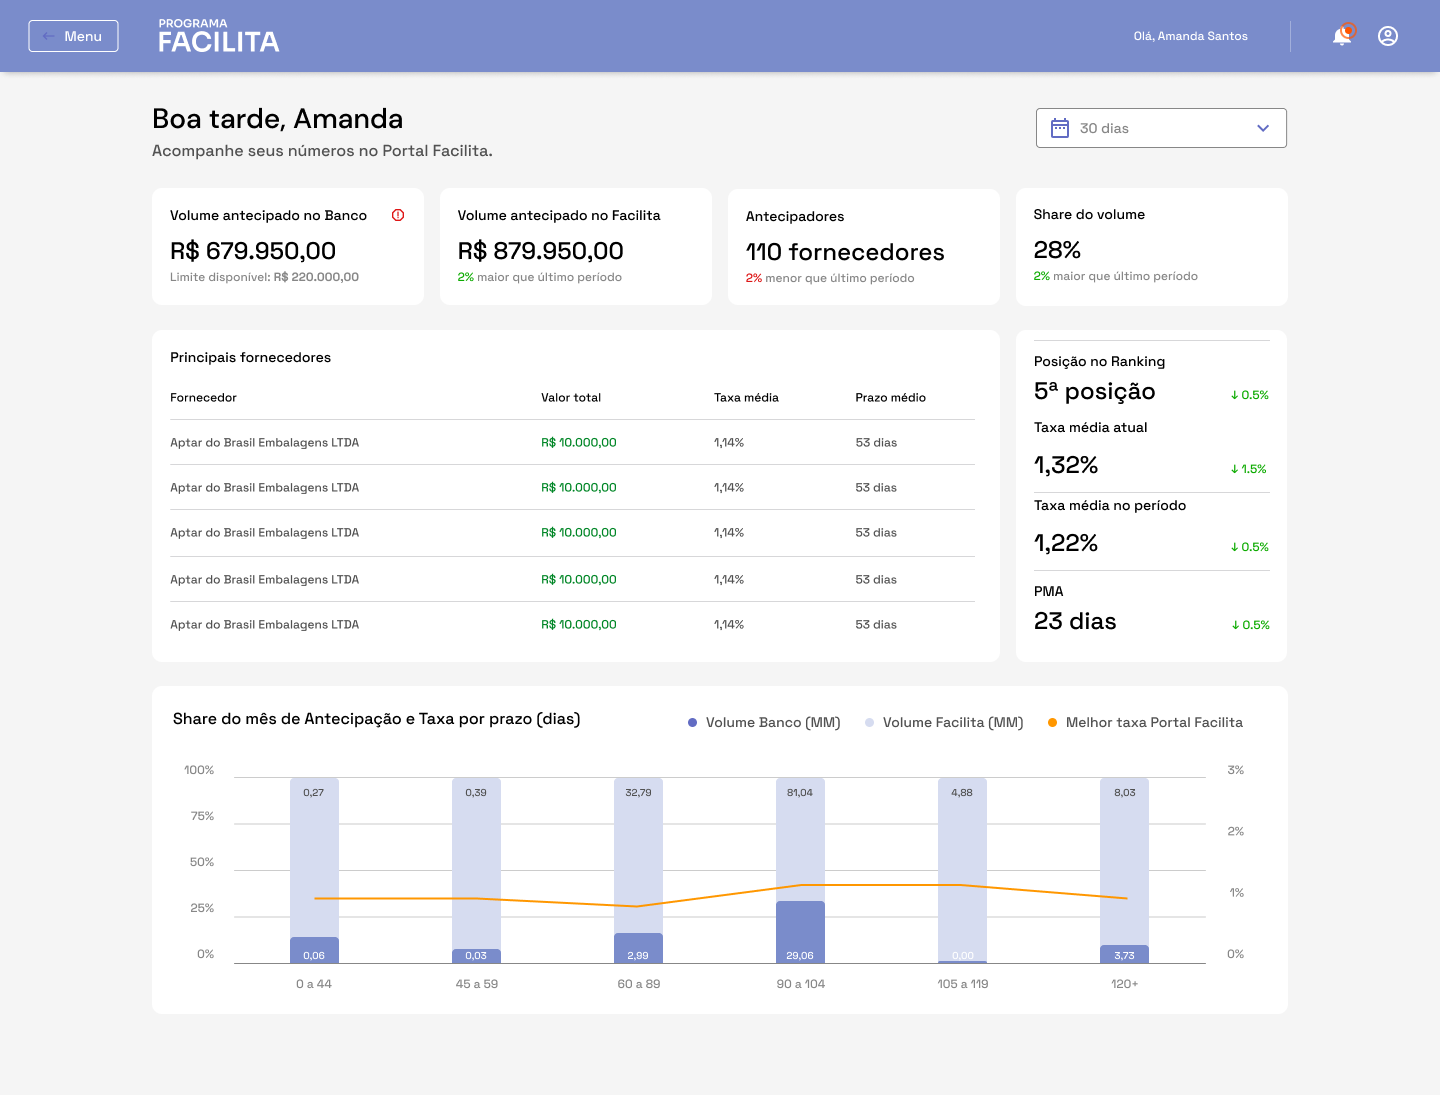 Menu
PROGRAMA
FACILITA
Olá, Amanda Santos
Boa tarde, Amanda
Acompanhe seus números no Portal Facilita.
30 dias
Volume antecipado no Banco
R$ 679.950,00
Limite disponível: R$ 220.000,00
Volume antecipado no Facilita
R$ 879.950,00
2% maior que último período
Antecipadores
110 fornecedores
2% menor que último período
Share do volume
28%
2% maior que último período
Principais fornecedores
Fornecedor Valor total Taxa média Prazo médio
Aptar do Brasil Embalagens LTDA R$ 10.000,00 1,14% 53 dias
Aptar do Brasil Embalagens LTDA R$ 10.000,00 1,14% 53 dias
Aptar do Brasil Embalagens LTDA R$ 10.000,00 1,14% 53 dias
Aptar do Brasil Embalagens LTDA R$ 10.000,00 1,14% 53 dias
Aptar do Brasil Embalagens LTDA R$ 10.000,00 1,14% 53 dias
Posição no Ranking
5ª posição ↓ 0.5%
Taxa média atual
1,32% ↓ 1.5%
Taxa média no período
1,22% ↓ 0.5%
PMA
23 dias ↓ 0.5%
Share do mês de Antecipação e Taxa por prazo (dias)
Volume Banco (MM) Volume Facilita (MM) Melhor taxa Portal Facilita
100% 3%
0,27 0,39 32,79 81,04 4,88 8,03
75%
2%
50%
1%
25%
0% 0,06 0,03 2,99 29,06 0,00 3,73 0%
0 a 44 45 a 59 60 a 89 90 a 104 105 a 119 120+